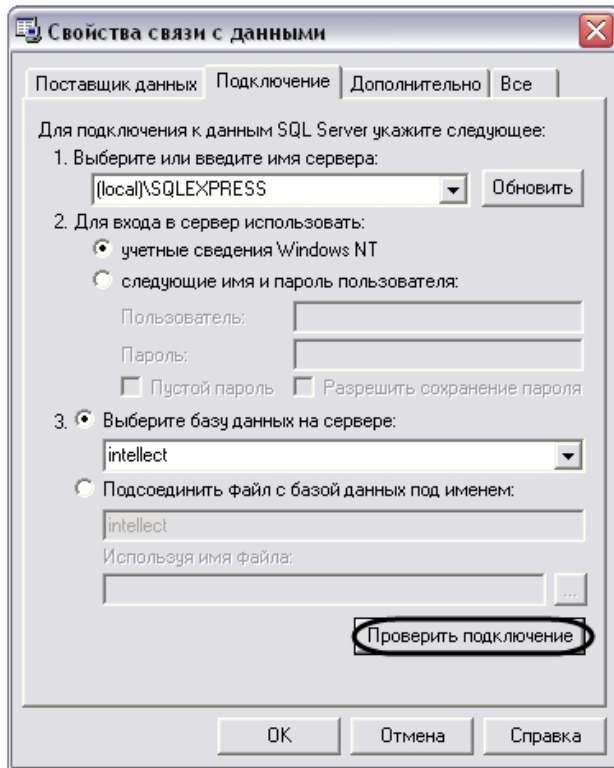 Свойства связи с данными
Поставщик данных Подключение Дополнительно Все
Для подключения к данным SQL Server укажите следующее:
1. Выберите или введите имя сервера:
(local)\SQLEXPRESS Обновить
2. Для входа в сервер использовать:
учетные сведения Windows NT
следующие имя и пароль пользователя:
Пользователь:
Пароль:
Пустой пароль Разрешить сохранение пароля
3. Выберите базу данных на сервере:
intellect
Подсоединить файл с базой данных под именем:
intellect
Используя имя файла:
...
Проверить подключение
OK Отмена Справка